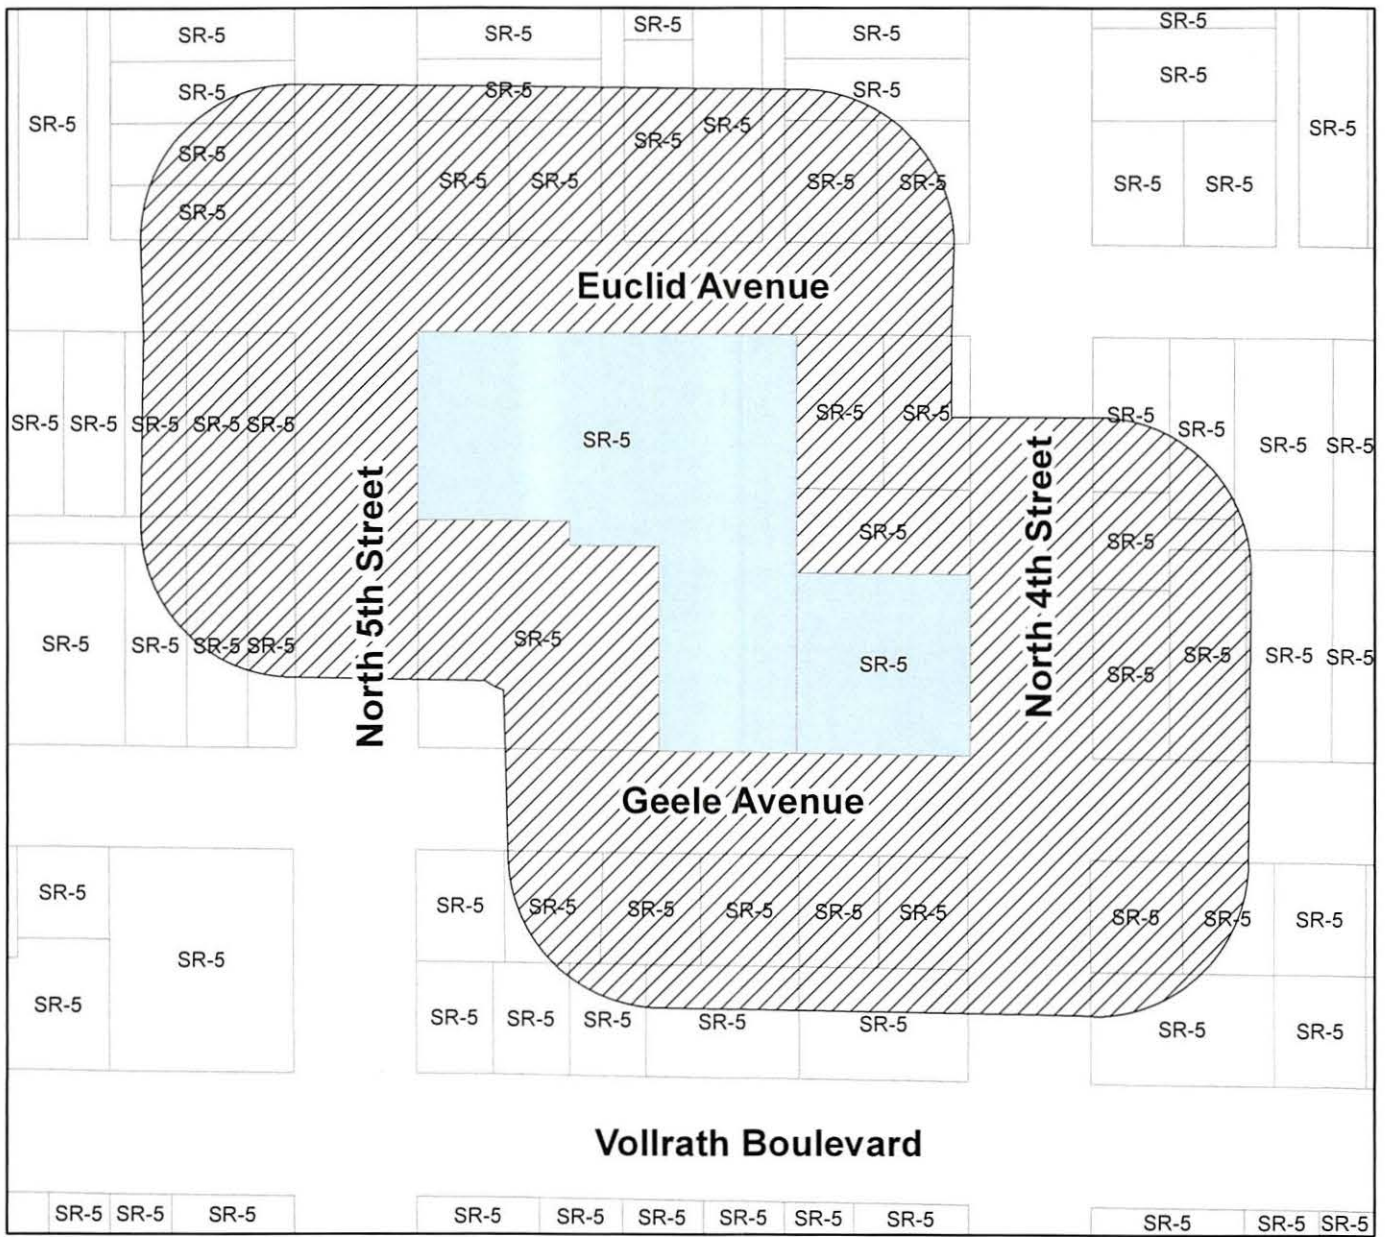 SR-5 SR-5 SR-5 SR-5 SR-5
SR-5 SR-5 SR-5 SR-5 SR-5
SR-5 SR-5 SR-5 SR-5
SR-5 SR-5
SR-5 SR-5 SR-5 SR-5 SR-5 SR-5 SR-5
Euclid Avenue
SR-5 SR-5 SR-5 SR-5 SR-5 SR-5 SR-5 SR-5 SR-5 SR-5 SR-5 SR-5
SR-5
North 5th Street
North 4th Street
SR-5 SR-5
SR-5 SR-5 SR-5 SR-5 SR-5 SR-5 SR-5 SR-5 SR-5 SR-5
Geele Avenue
SR-5 SR-5 SR-5 SR-5 SR-5 SR-5 SR-5 SR-5 SR-5 SR-5
SR-5
SR-5 SR-5 SR-5 SR-5 SR-5 SR-5 SR-5 SR-5
Vollrath Boulevard
SR-5 SR-5 SR-5 SR-5 SR-5 SR-5 SR-5 SR-5 SR-5 SR-5 SR-5 SR-5